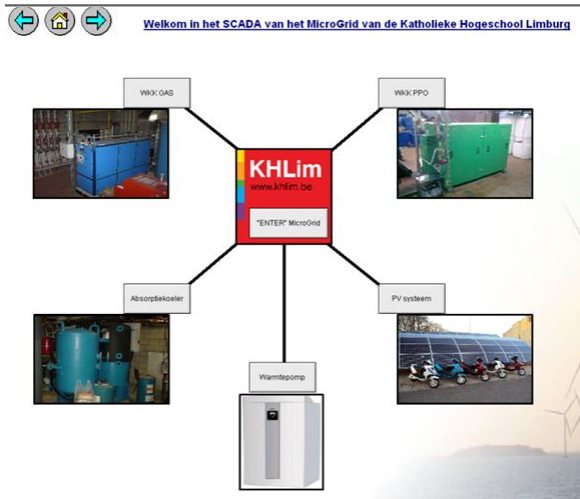 Welkom in het SCADA van het MicroGrid van de Katholieke Hogeschool Limburg
WKK GAS
WKK PPO
KHLim
www.khlim.be
"ENTER" MicroGrid
Absorptiekoeler
PV systeem
Warmtepomp